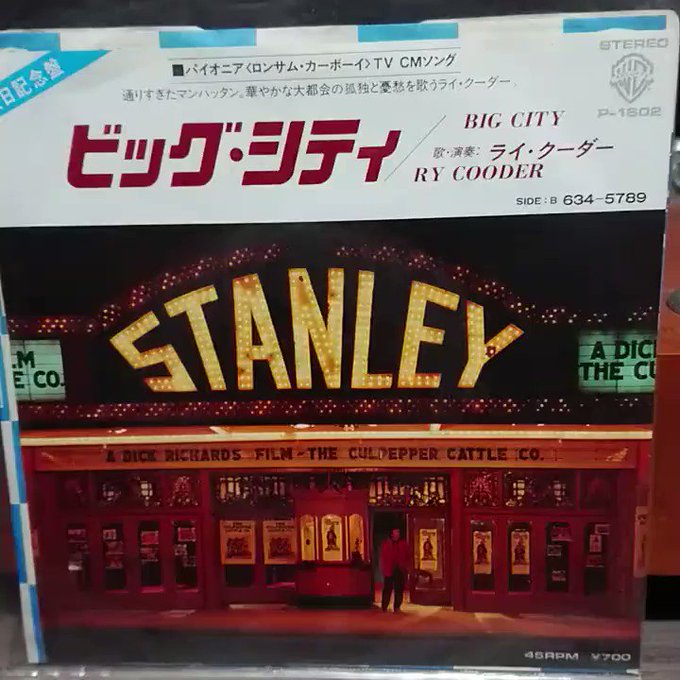 日記念盤
■パイオニア〈ロンサム・カーボーイ〉TV CMソング
通りすぎたマンハッタン。華やかな大都会の孤独と憂愁を歌うライ・クーダー。
ビッグ・シティ/BIG CITY
歌・演奏:ライ・クーダー
RY COODER
SIDE:B 634-5789
STEREO
P-1602
STANLEY
.M
E CO.
A DIC
THE CU
A DICK RICHARDS FILM-THE CULPEPPER CATTLE CO.
45RPM ¥700